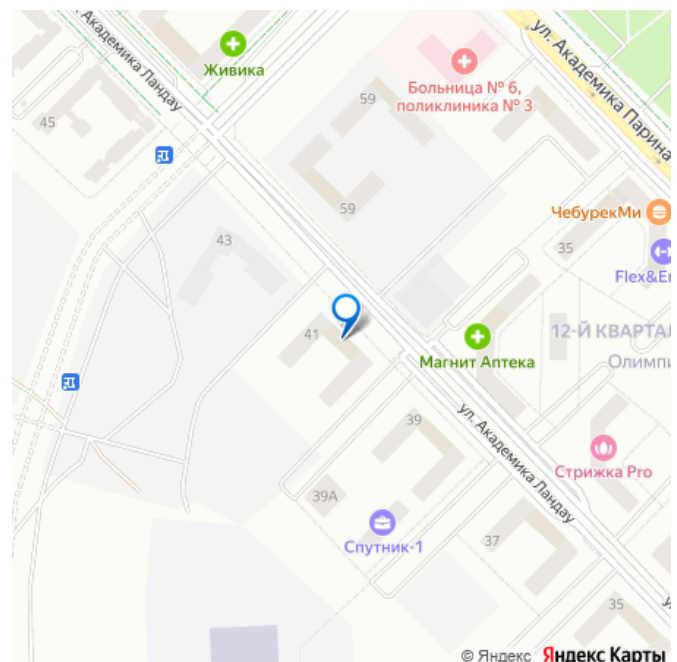 ул. Академика Ландау
Живика
Больница № 6,
поликлиника № 3
ул. Академика Парина
59
45
59
ЧебурекМи
43
35
Flex&
41
Магнит Аптека
12-Й КВАРТАЛ
Олимпи
39
ул. Академика Ландау
Стрижка Pro
39А
Спутник-1
37
35
© Яндекс Яндекс Карты